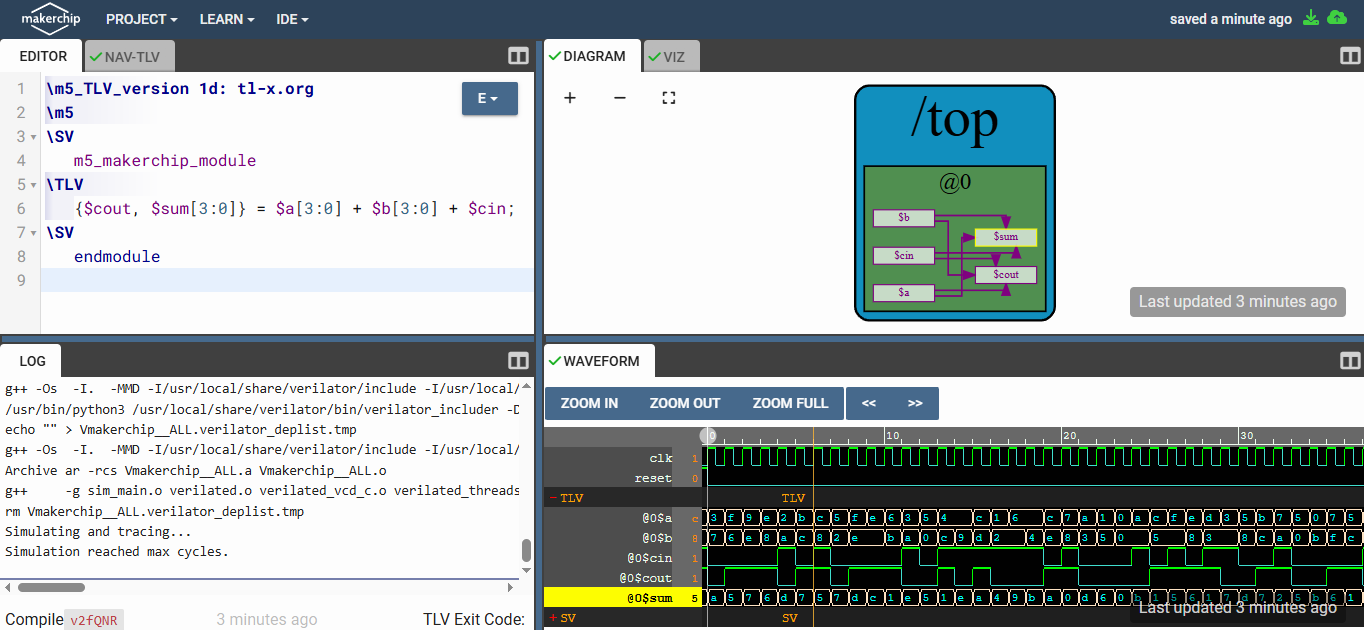 makerchip PROJECT LEARN IDE saved a minute ago
EDITOR NAV-TLV
1 \m5_TLV_version 1d: tl-x.org
2 \m5
3 \SV
4 m5_makerchip_module
5 \TLV
6 {$cout, $sum[3:0]} = $a[3:0] + $b[3:0] + $cin;
7 \SV
8 endmodule
9
E
DIAGRAM VIZ
/top
@0
$b
$sum
$cin
$cout
$a
Last updated 3 minutes ago
LOG
g++ -Os -I. -MMD -I/usr/local/share/verilator/include -I/usr/local/
/usr/bin/python3 /usr/local/share/verilator/bin/verilator_includer -D
echo "" > Vmakerchip__ALL.verilator_deplist.tmp
g++ -Os -I. -MMD -I/usr/local/share/verilator/include -I/usr/local/
Archive ar -rcs Vmakerchip__ALL.a Vmakerchip__ALL.o
g++ -g sim_main.o verilated.o verilated_vcd_c.o verilated_threads
rm Vmakerchip__ALL.verilator_deplist.tmp
Simulating and tracing...
Simulation reached max cycles.
Compile v2fQNR 3 minutes ago TLV Exit Code:
WAVEFORM
ZOOM IN ZOOM OUT ZOOM FULL << >>
0 10 20 30
clk 1
reset 0
TLV TLV
@0$a c 3 f 9 e 2 b c 5 f e 6 3 5 4 c 1 6 c 7 a 1 0 a c f e d 3 5 b 7 5 0 7 5
@0$b 8 7 6 e 8 a c 8 2 e b a 0 c 9 d 2 4 e 8 3 5 0 5 8 3 8 c a 0 b f c
@0$cin 1
@0$cout 1
@0$sum 5 a 5 7 6 d 7 5 7 d c 1 e 5 1 e a 4 9 b a 0 d 6 0
SV SV
Last updated 3 minutes ago